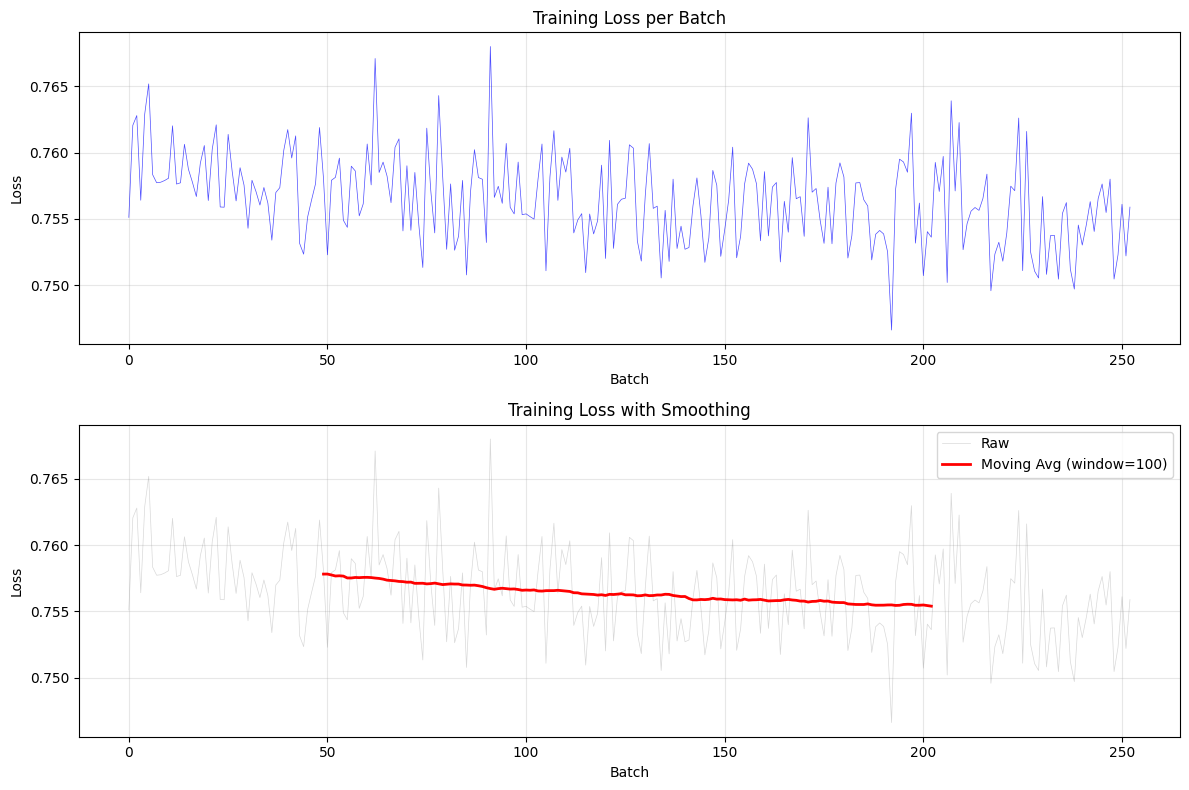 Training Loss per Batch
Loss
0.765
0.760
0.755
0.750
0
50
100
150
200
250
Batch
Training Loss with Smoothing
Loss
0.765
0.760
0.755
0.750
Raw
Moving Avg (window=100)
0
50
100
150
200
250
Batch